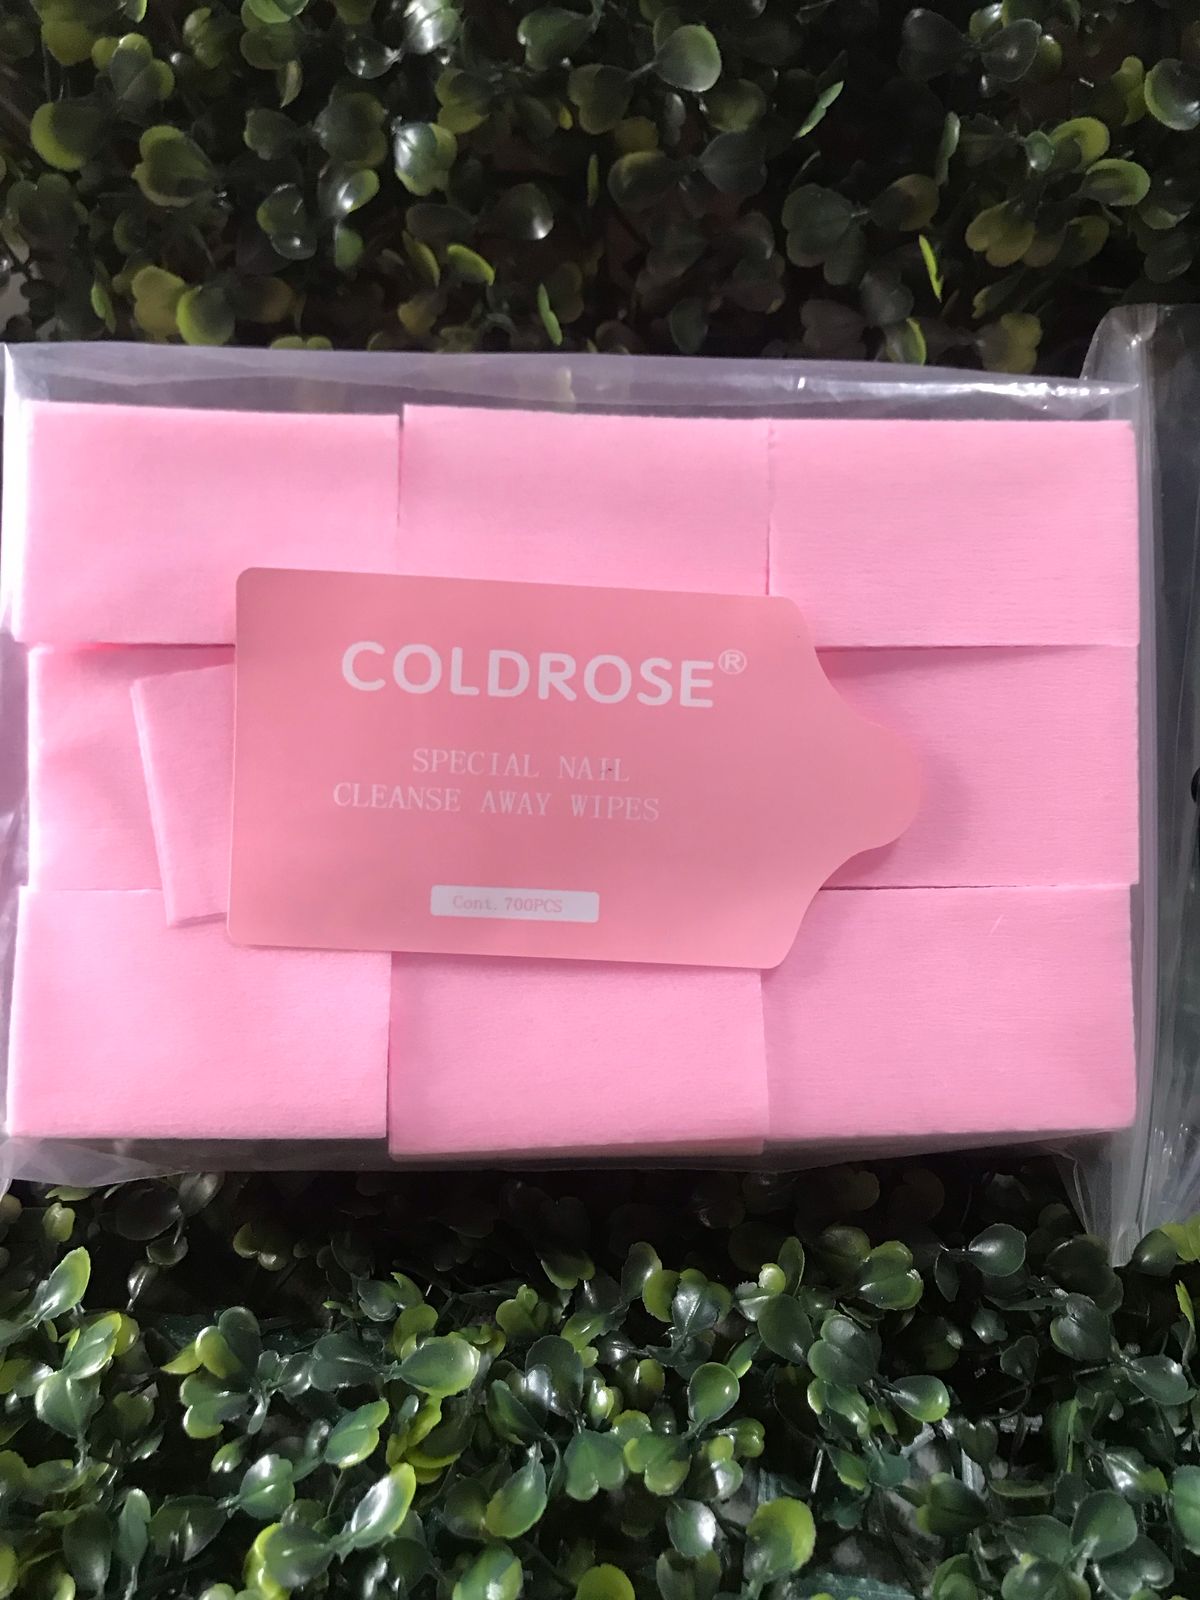 COLDROSE®
SPECIAL NAIL
CLEANSE AWAY WIPES
Cont. 700PCS